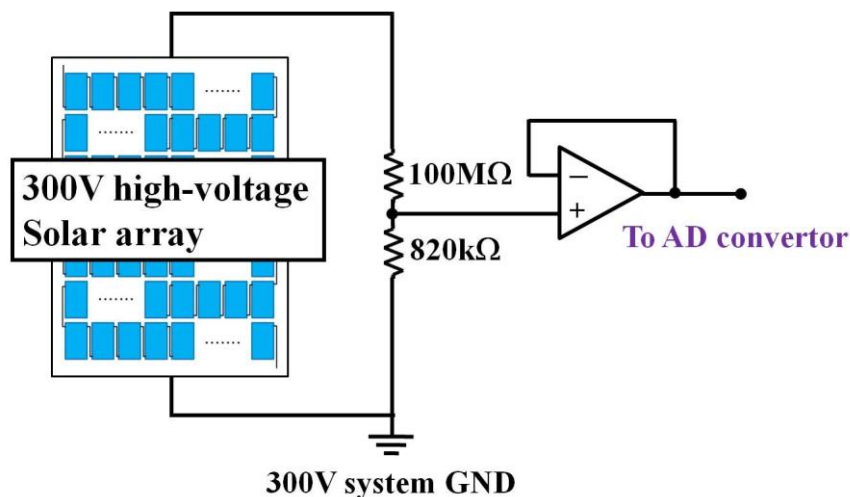 300V high-voltage
Solar array
100MΩ
820kΩ
−
+
To AD convertor
300V system GND